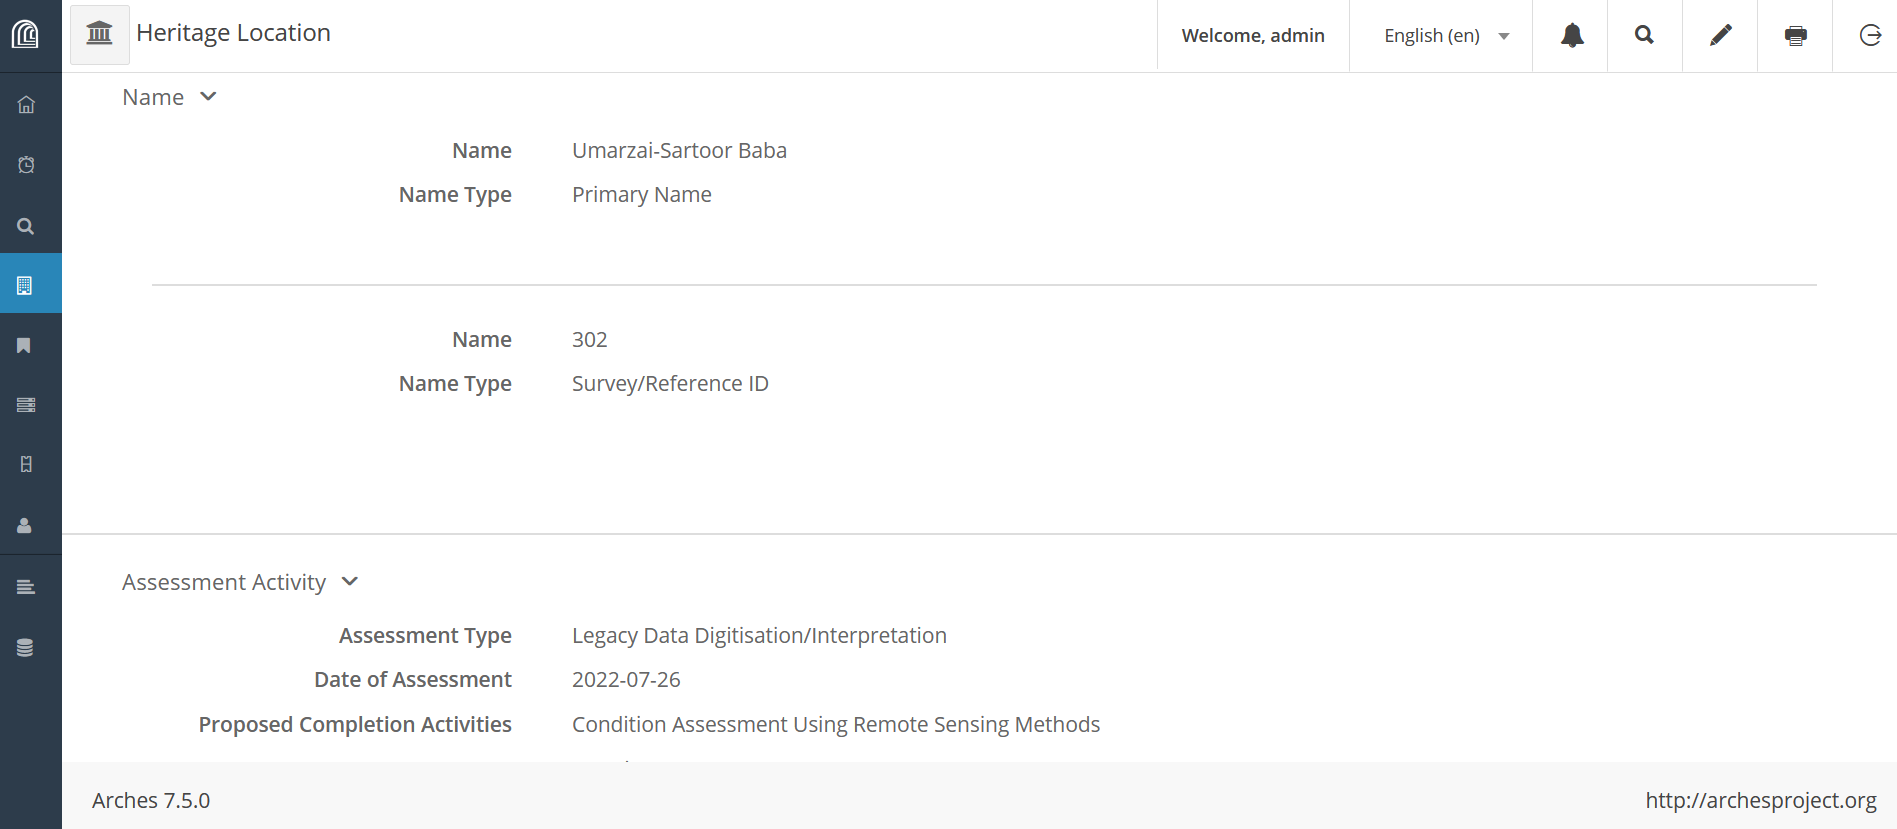 Heritage Location
Welcome, admin
English (en)
Name
Name Umarzai-Sartoor Baba
Name Type Primary Name
Name 302
Name Type Survey/Reference ID
Assessment Activity
Assessment Type Legacy Data Digitisation/Interpretation
Date of Assessment 2022-07-26
Proposed Completion Activities Condition Assessment Using Remote Sensing Methods
Arches 7.5.0
http://archesproject.org